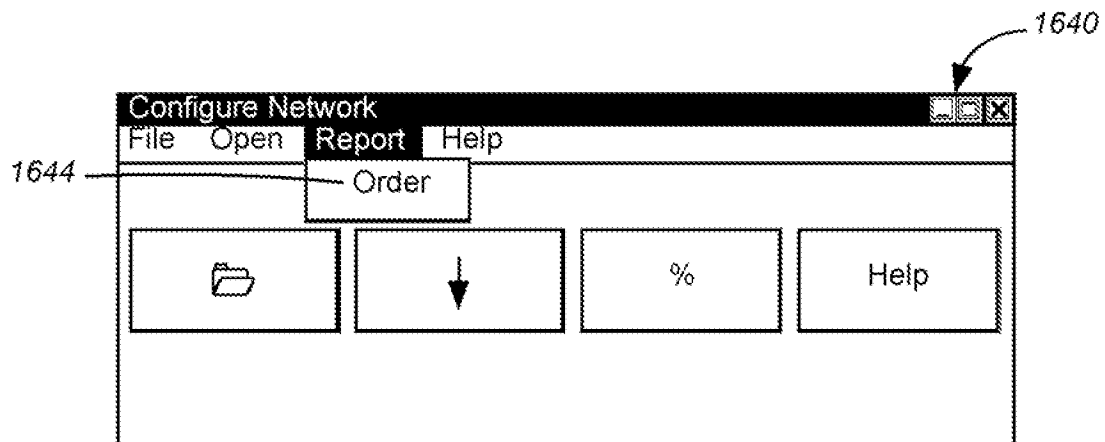 1640
Configure Network
File Open Report Help
1644
Order
% Help